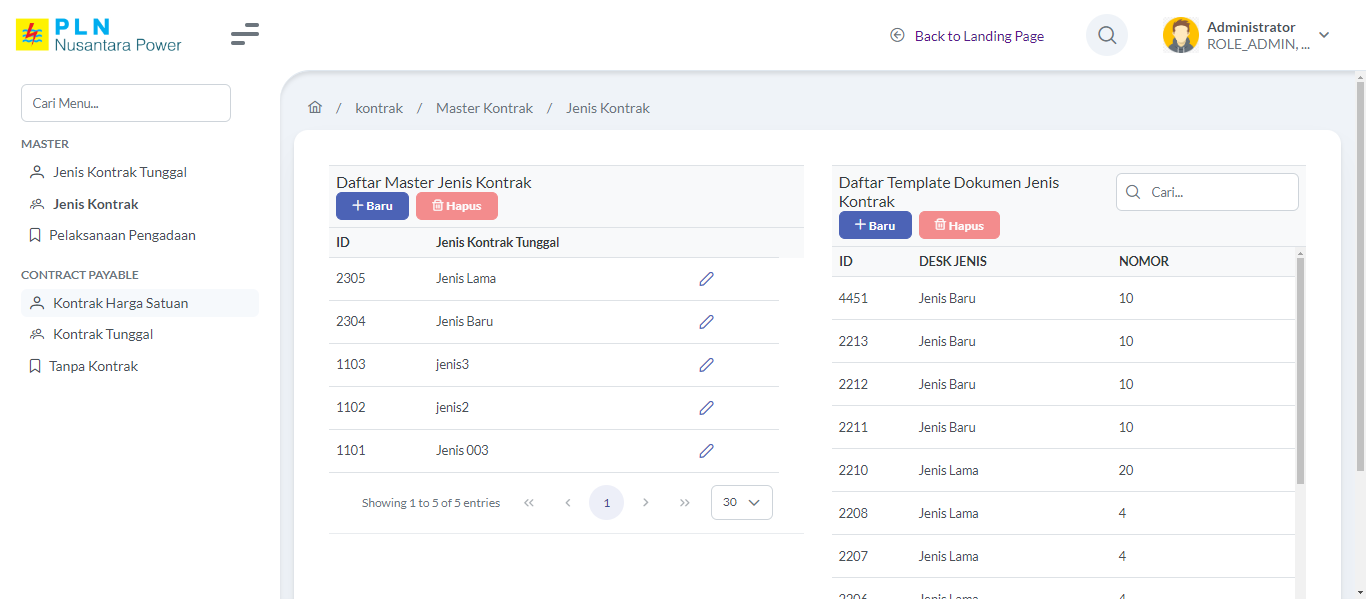 PLN
Nusantara Power
Back to Landing Page
Administrator
ROLE_ADMIN, ...
Cari Menu...
MASTER
Jenis Kontrak Tunggal
Jenis Kontrak
Pelaksanaan Pengadaan
CONTRACT PAYABLE
Kontrak Harga Satuan
Kontrak Tunggal
Tanpa Kontrak
/ kontrak / Master Kontrak / Jenis Kontrak
Daftar Master Jenis Kontrak
+ Baru Hapus
ID Jenis Kontrak Tunggal
2305 Jenis Lama
2304 Jenis Baru
1103 jenis3
1102 jenis2
1101 Jenis 003
Showing 1 to 5 of 5 entries « ‹ 1 › » 30
Daftar Template Dokumen Jenis
Kontrak
Cari...
+ Baru Hapus
ID DESK JENIS NOMOR
4451 Jenis Baru 10
2213 Jenis Baru 10
2212 Jenis Baru 10
2211 Jenis Baru 10
2210 Jenis Lama 20
2208 Jenis Lama 4
2207 Jenis Lama 4
2206 Jenis Lama 4